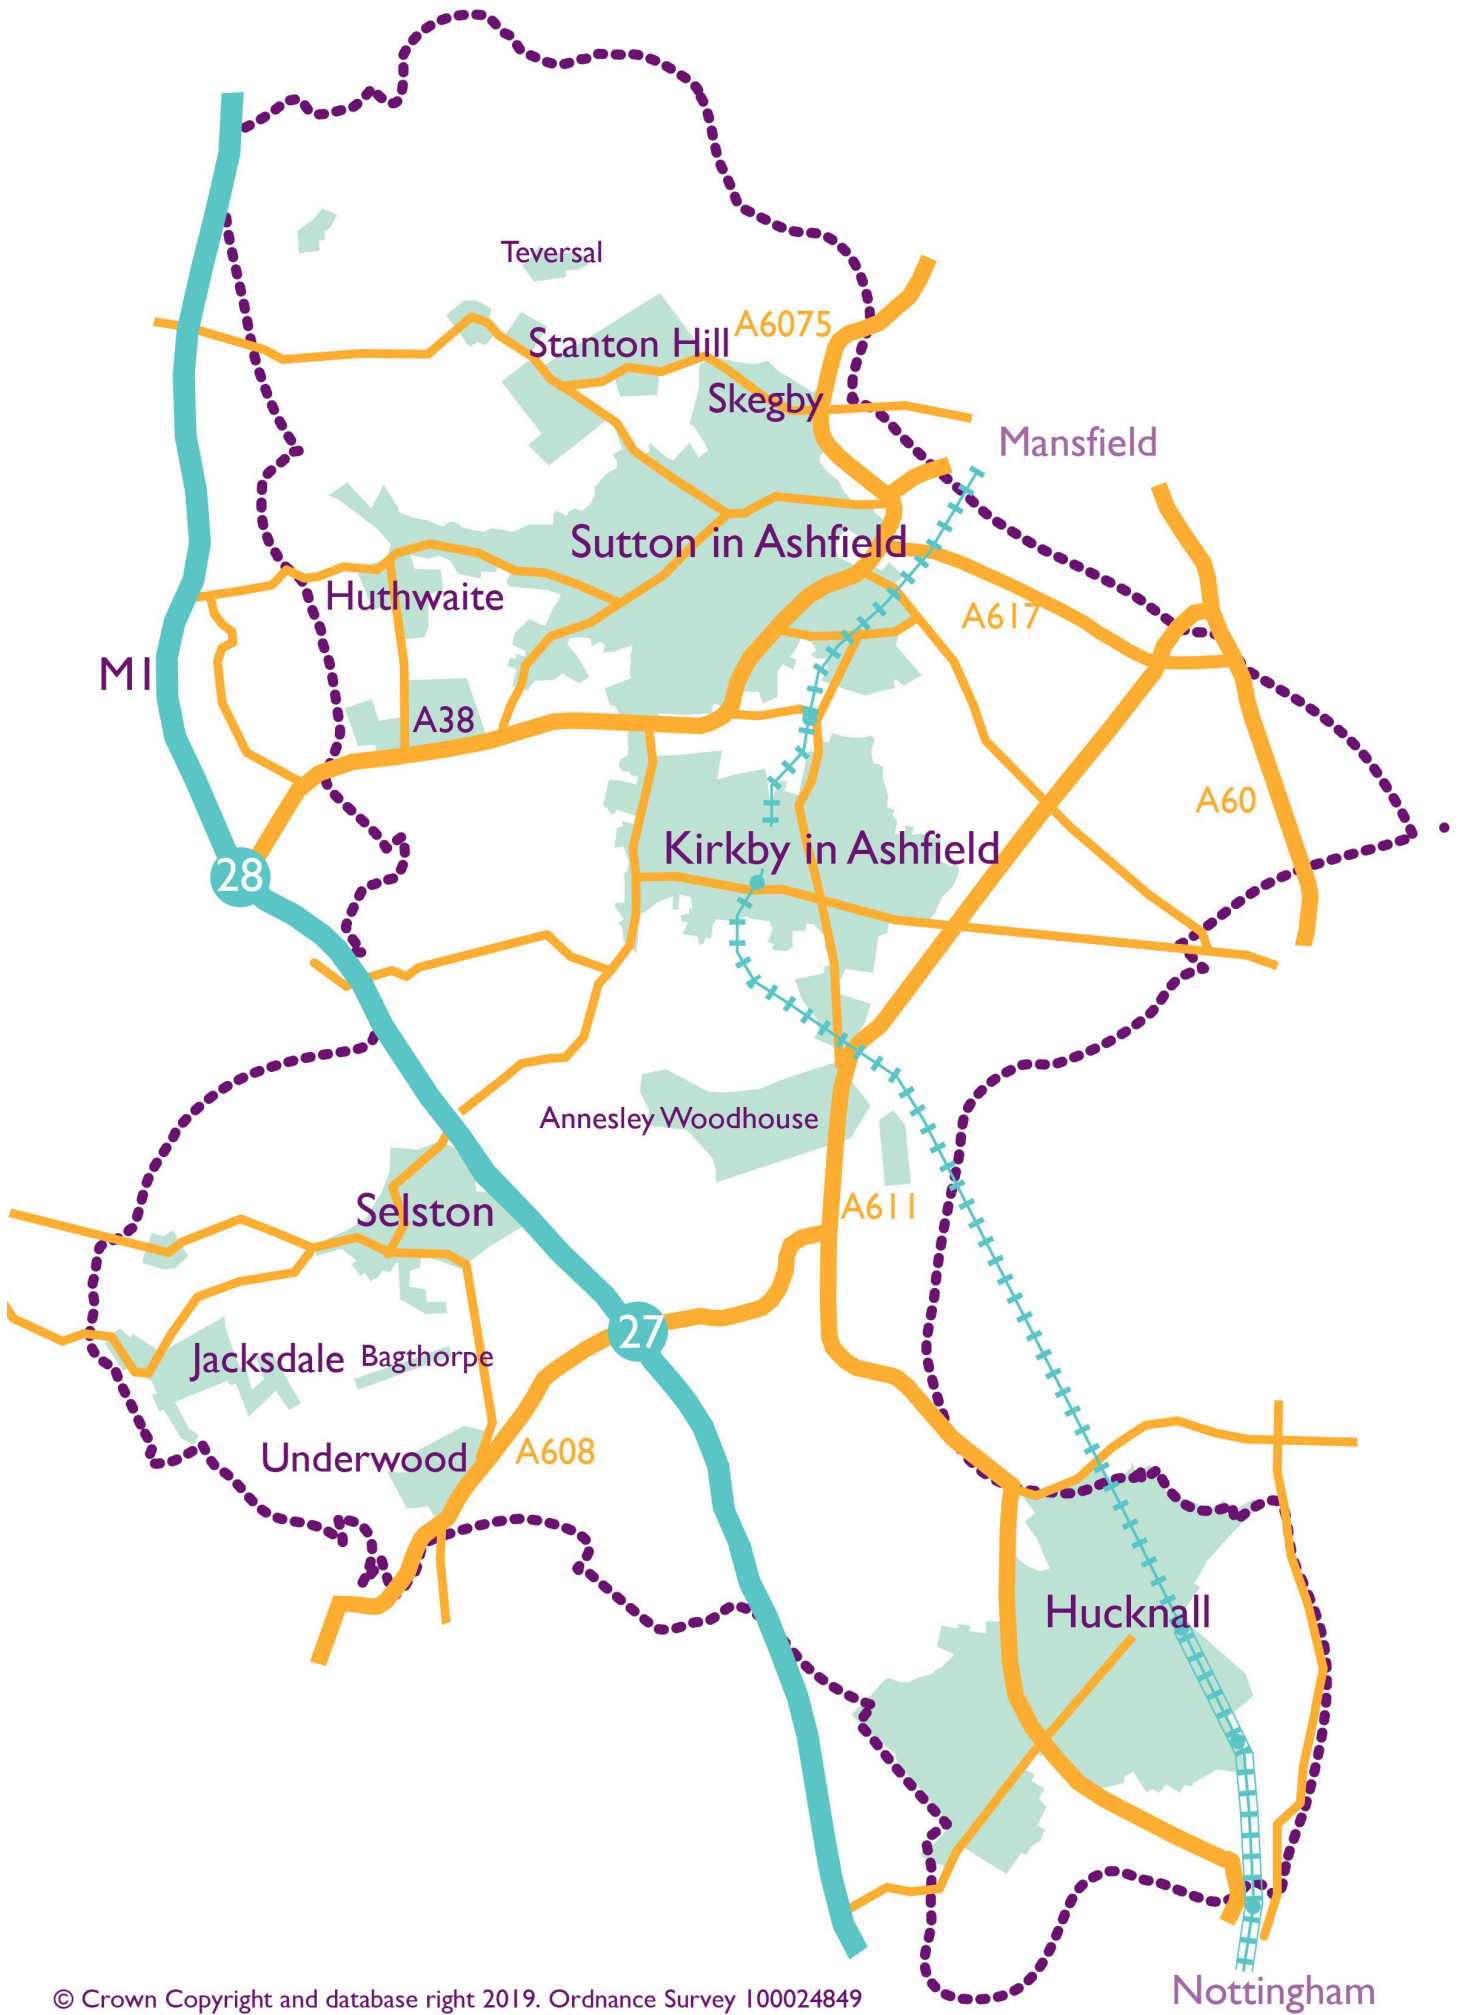 Teversal
A6075
Stanton Hill
Skegby
Mansfield
Sutton in Ashfield
Huthwaite
A617
M1
A38
A60
Kirkby in Ashfield
28
Annesley Woodhouse
A611
Selston
27
Jacksdale
Bagthorpe
Underwood
A608
Hucknall
Nottingham
© Crown Copyright and database right 2019. Ordnance Survey 100024849